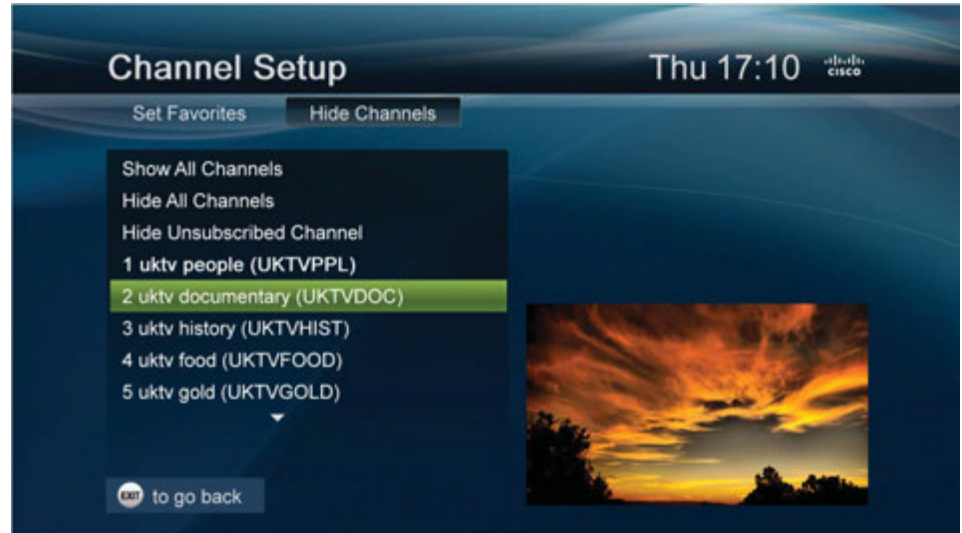 Channel Setup
Thu 17:10
cisco
Set Favorites
Hide Channels
Show All Channels
Hide All Channels
Hide Unsubscribed Channel
1 uktv people (UKTVPPL)
2 uktv documentary (UKTVDOC)
3 uktv history (UKTVHIST)
4 uktv food (UKTVFOOD)
5 uktv gold (UKTVGOLD)
EXIT to go back